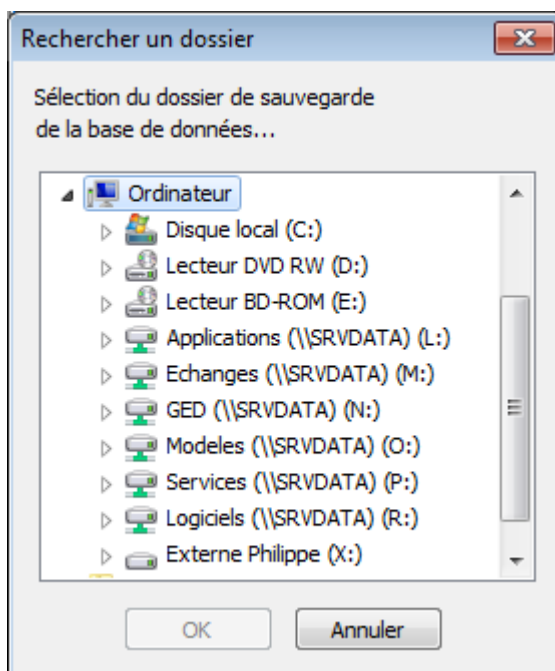 Rechercher un dossier
Sélection du dossier de sauvegarde
de la base de données...
Ordinateur
Disque local (C:)
Lecteur DVD RW (D:)
Lecteur BD-ROM (E:)
Applications (\\SRVDATA) (L:)
Echanges (\\SRVDATA) (M:)
GED (\\SRVDATA) (N:)
Modeles (\\SRVDATA) (O:)
Services (\\SRVDATA) (P:)
Logiciels (\\SRVDATA) (R:)
Externe Philippe (X:)
OK Annuler